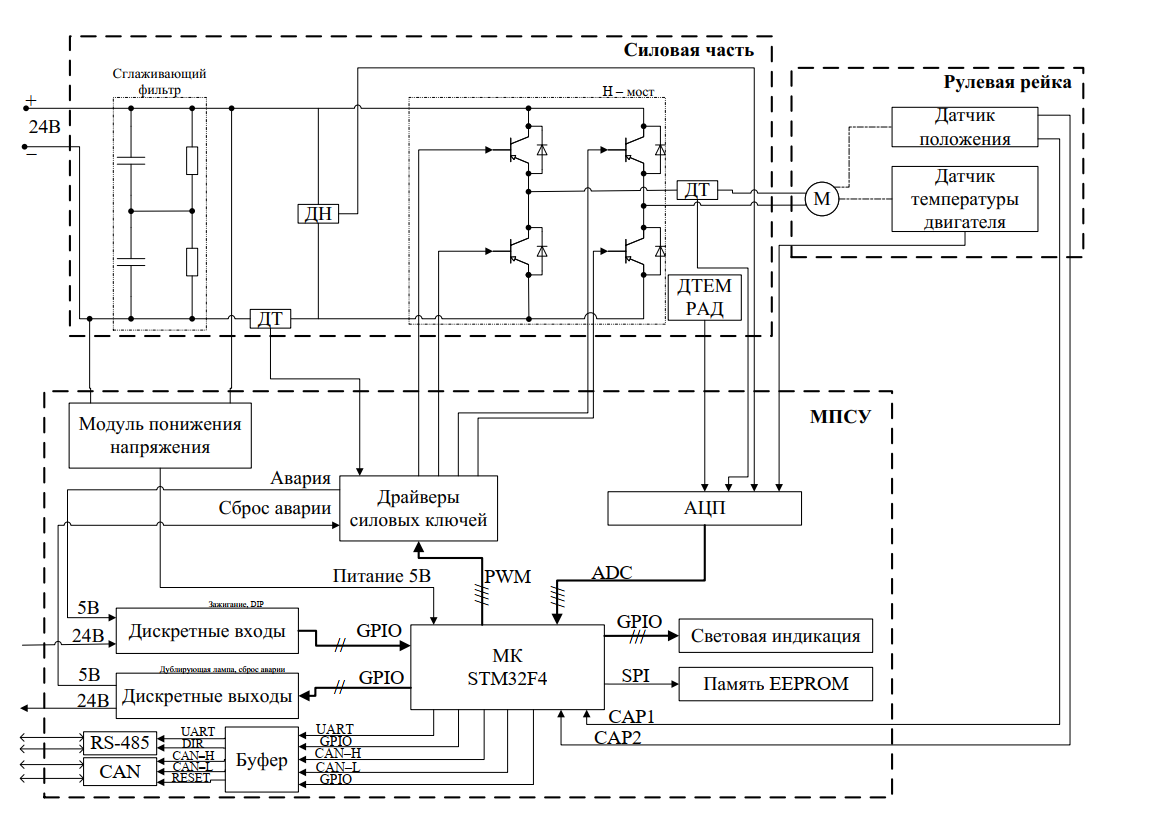 Силовая часть
Сглаживающий
фильтр
H – мост
Рулевая рейка
+
24В
–
Датчик
положения
Датчик
температуры
двигателя
ДТ
М
ДН
ДТЕМ
РАД
ДТ
МПСУ
Модуль понижения
напряжения
Авария
Сброс аварии
Драйверы
силовых ключей
АЦП
Питание 5В
PWM
ADC
5В
24В
Зажигание, DIP
Дискретные входы
GPIO
МК
STM32F4
GPIO
Световая индикация
5В
24В
Дублирующая лампа, сброс аварии
Дискретные выходы
GPIO
SPI
Память EEPROM
CAP1
CAP2
RS-485
CAN
UART
DIR
CAN–H
CAN–L
RESET
Буфер
UART
GPIO
CAN–H
CAN–L
GPIO